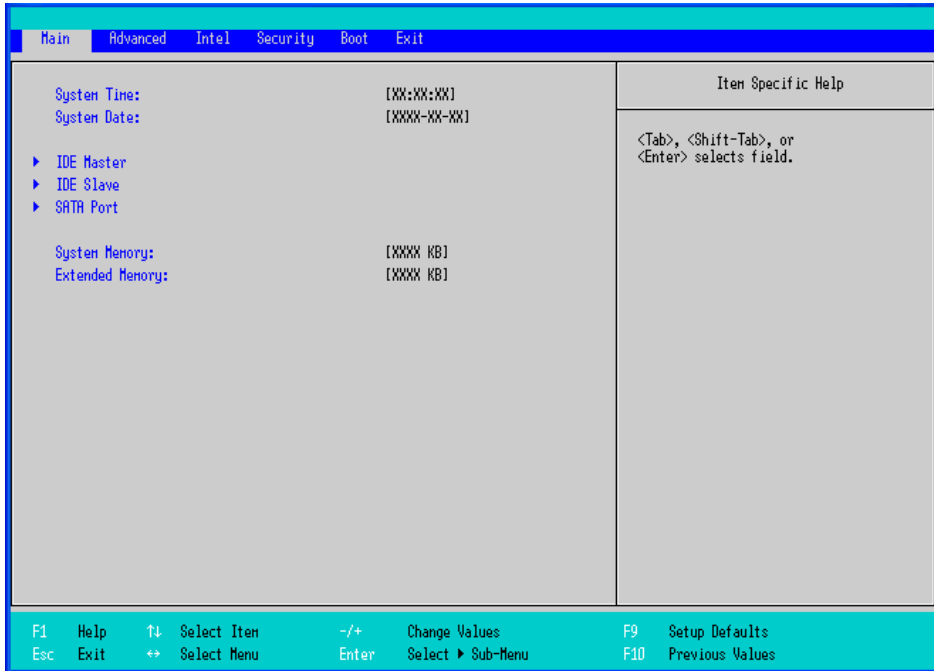 Main Advanced Intel Security Boot Exit
Item Specific Help
System Time: [XX:XX:XX]
System Date: [XXXX-XX-XX]
<Tab>, <Shift-Tab>, or
<Enter> selects field.
IDE Master
IDE Slave
SATA Port
System Memory: [XXXX KB]
Extended Memory: [XXXX KB]
F1 Help ↑↓ Select Item -/+ Change Values F9 Setup Defaults
Esc Exit ↔ Select Menu Enter Select ▶ Sub-Menu F10 Previous Values